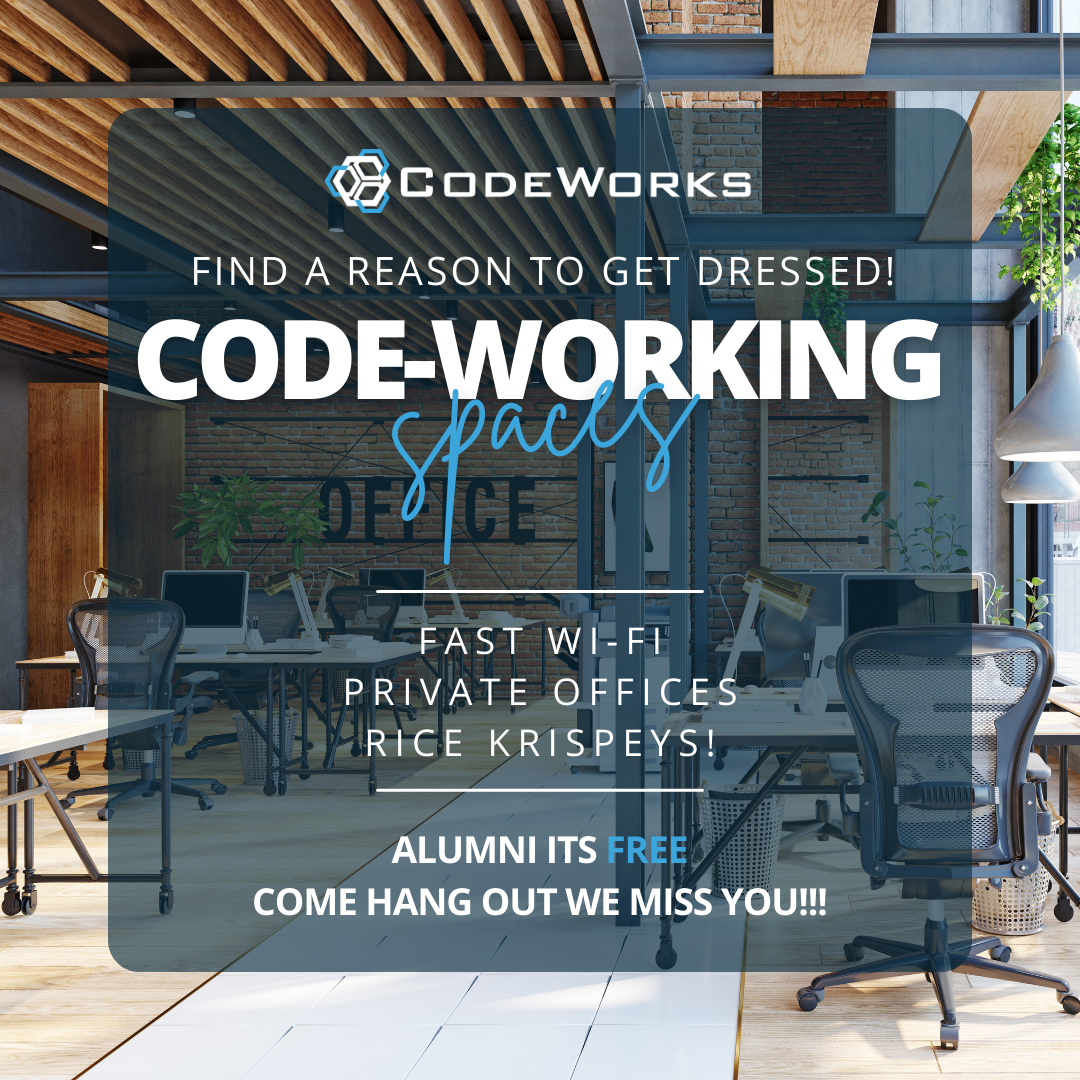 CODEWORKS
FIND A REASON TO GET DRESSED!
CODE-WORKING
spaces
OFFICE
FAST WI-FI
PRIVATE OFFICES
RICE KRISPEYS!
ALUMNI ITS FREE
COME HANG OUT WE MISS YOU!!!